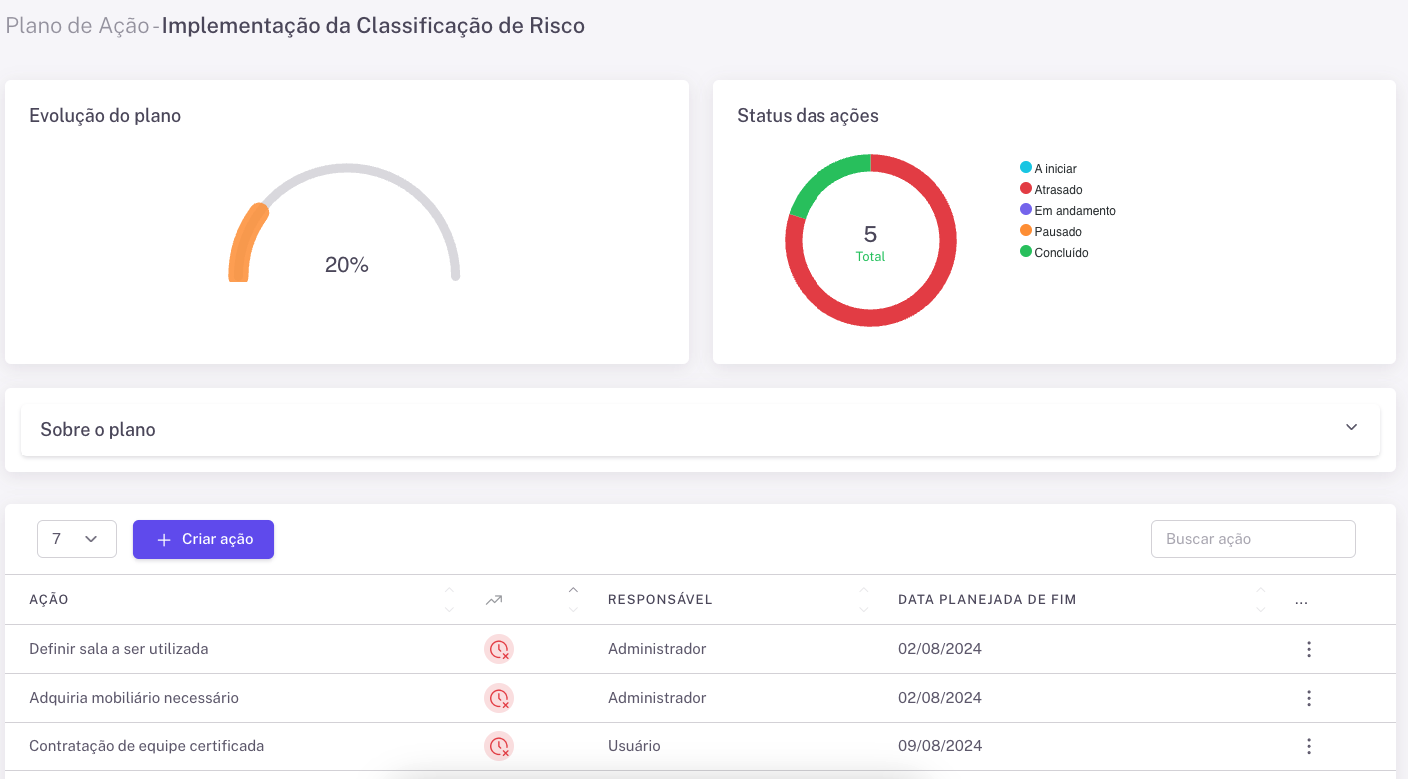 Plano de Ação - Implementação da Classificação de Risco
Evolução do plano
20%
Status das ações
5
Total
A iniciar
Atrasado
Em andamento
Pausado
Concluído
Sobre o plano
7
Criar ação
Buscar ação
AÇÃO RESPONSÁVEL DATA PLANEJADA DE FIM ...
Definir sala a ser utilizada Administrador 02/08/2024
Adquiria mobiliário necessário Administrador 02/08/2024
Contratação de equipe certificada Usuário 09/08/2024